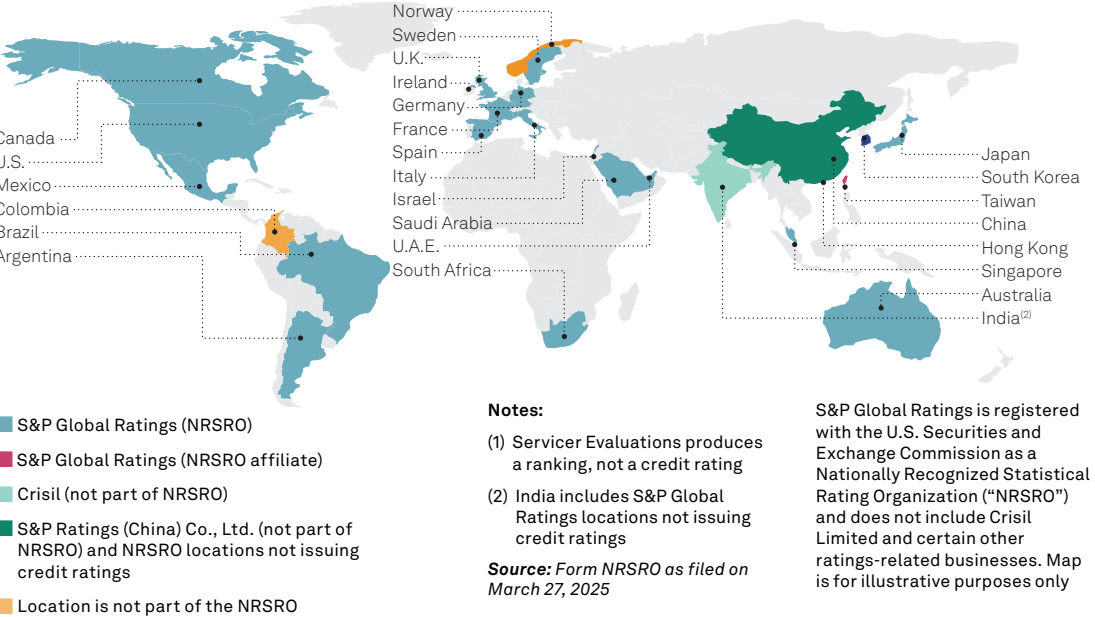 Norway
Sweden
U.K.
Ireland
Germany
France
Spain
Italy
Israel
Saudi Arabia
U.A.E.
South Africa
Canada
U.S.
Mexico
Colombia
Brazil
Argentina
Japan
South Korea
Taiwan
China
Hong Kong
Singapore
Australia
India(2)
S&P Global Ratings (NRSRO)
S&P Global Ratings (NRSRO affiliate)
Crisil (not part of NRSRO)
S&P Ratings (China) Co., Ltd. (not part of
NRSRO) and NRSRO locations not issuing
credit ratings
Location is not part of the NRSRO
Notes:
(1) Servicer Evaluations produces
a ranking, not a credit rating
(2) India includes S&P Global
Ratings locations not issuing
credit ratings
Source: Form NRSRO as filed on
March 27, 2025
S&P Global Ratings is registered
with the U.S. Securities and
Exchange Commission as a
Nationally Recognized Statistical
Rating Organization (“NRSRO”)
and does not include Crisil
Limited and certain other
ratings-related businesses. Map
is for illustrative purposes only